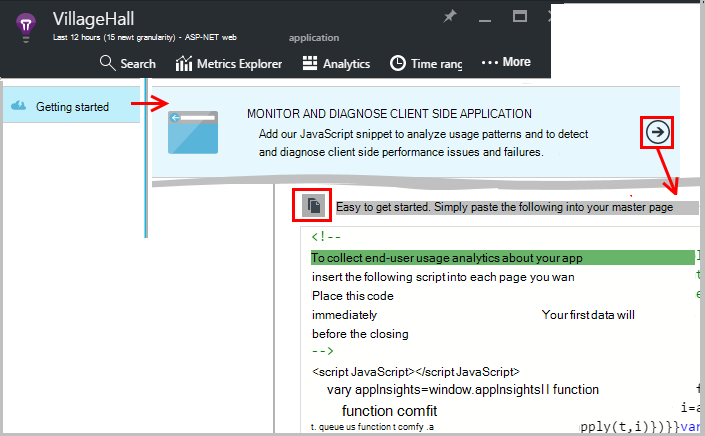 VillageHall
Last 12 hours (15 newt granularity) - ASP-NET web
application
Search
Metrics Explorer
Analytics
Time rang
More
Getting started
MONITOR AND DIAGNOSE CLIENT SIDE APPLICATION
Add our JavaScript snippet to analyze usage patterns and to detect
and diagnose client side performance issues and failures.
Easy to get started. Simply paste the following into your master page
<!--
To collect end-user usage analytics about your app
insert the following script into each page you wan
Place this code
immediately Your first data will
before the closing
-->
<script JavaScript></script JavaScript>
vary appInsights=window.appInsightsll function
function comfit
i=a
t. queue us function t comfy .a
pply(t,i)})}}var